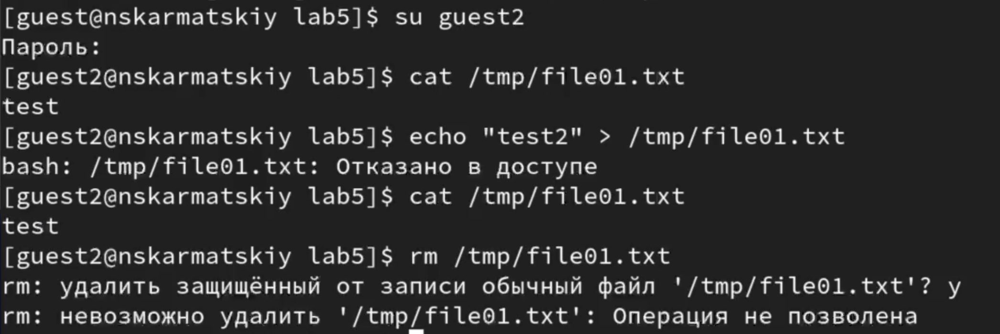 [guest@nskarmatskiy lab5]$ su guest2
Пароль:
[guest2@nskarmatskiy lab5]$ cat /tmp/file01.txt
test
[guest2@nskarmatskiy lab5]$ echo "test2" > /tmp/file01.txt
bash: /tmp/file01.txt: Отказано в доступе
[guest2@nskarmatskiy lab5]$ cat /tmp/file01.txt
test
[guest2@nskarmatskiy lab5]$ rm /tmp/file01.txt
rm: удалить защищённый от записи обычный файл '/tmp/file01.txt'? y
rm: невозможно удалить '/tmp/file01.txt': Операция не позволена